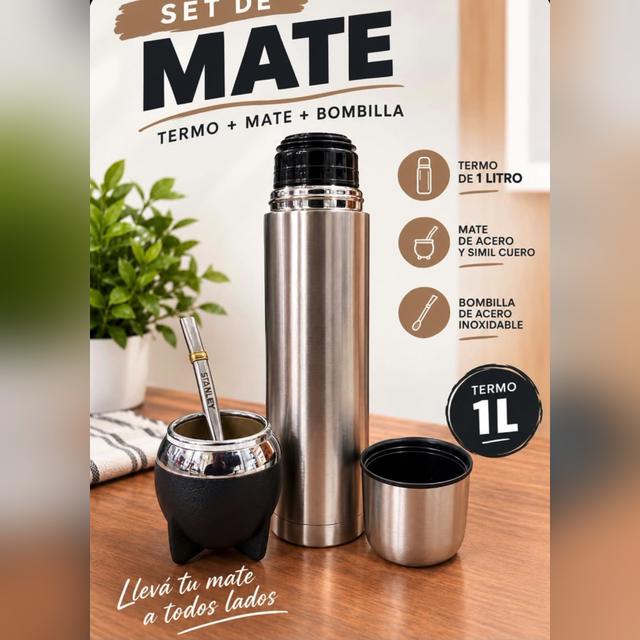 SET DE
MATE
TERMO + MATE + BOMBILLA
TERMO
DE 1 LITRO
MATE
DE ACERO
Y SIMIL CUERO
BOMBILLA
DE ACERO
INOXIDABLE
TERMO
1L
STANLEY
Llevá tu mate
a todos lados